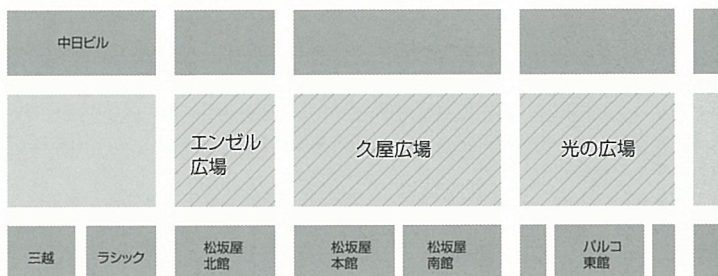 中日ビル
エンゼル
広場
久屋広場
光の広場
三越
ラシック
松坂屋
北館
松坂屋
本館
松坂屋
南館
パルコ
東館